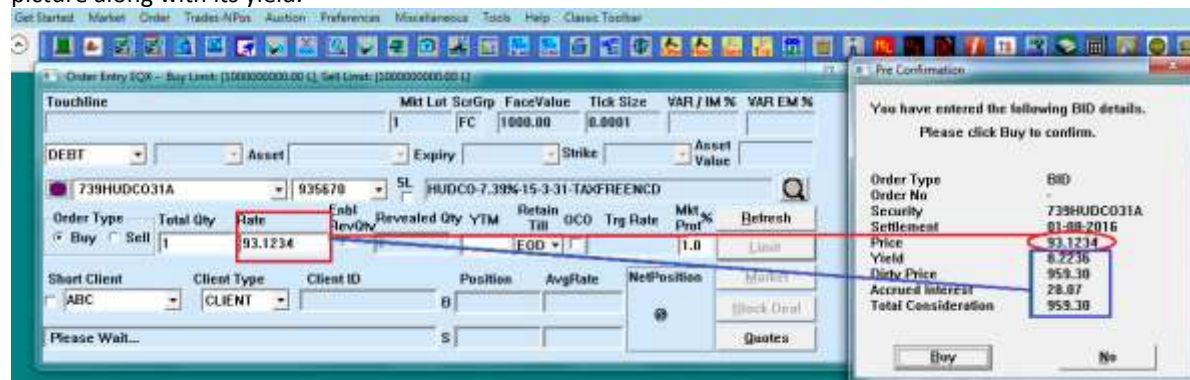 picture along with its yield.
Get Started Market Order Trades-NPos Auction Preferences Miscellaneous Tools Help Classic Toolbar
Order Entry EQX - Buy Limit: [1000000000.00 L], Sell Limit: [1000000000.00 L]
Touchline Mkt Lot ScrGrp FaceValue Tick Size VAR / IM % VAR EM %
1 FC 1000.00 0.0001
DEBT Asset Expiry Strike Asset Value
739HUDCO31A 935670 SL HUDCO-7.39%-15-3-31-TAXFREENCD
Order Type Total Qty Rate Enbl RevQty Revealed Qty YTM Retain Till OCO Trg Rate Mkt Prot % Refresh
Buy Sell 1 93.1234 EOD 1.0 Limit
Short Client Client Type Client ID Position AvgRate NetPosition Market
ABC CLIENT B 0 Block Deal
Please Wait... S Quotes
Pre Confirmation
You have entered the following BID details.
Please click Buy to confirm.
Order Type BID
Order No -
Security 739HUDCO31A
Settlement 01-08-2016
Price 93.1234
Yield 8.2236
Dirty Price 959.30
Accrued Interest 28.07
Total Consideration 959.30
Buy No